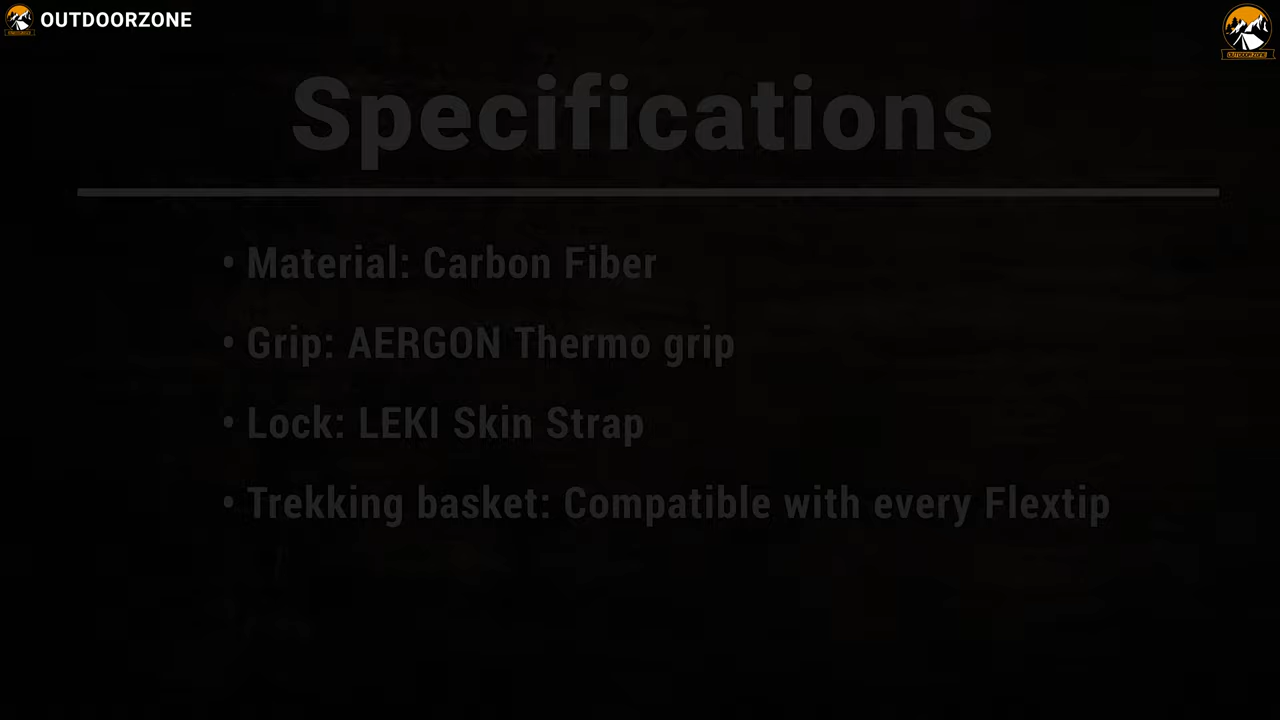 OUTDOORZONE
OUTDOORZONE
Specifications
• Material: Carbon Fiber
• Grip: AERGON Thermo grip
• Lock: LEKI Skin Strap
• Trekking basket: Compatible with every Flextip